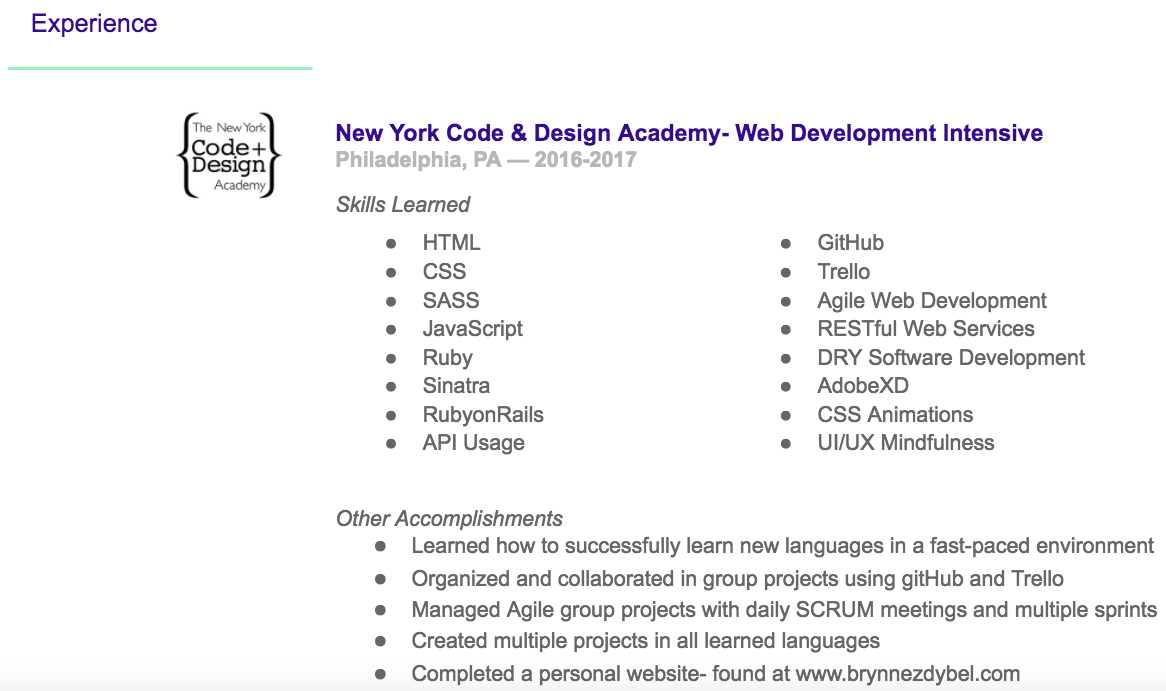 Experience
The New York
Code+
Design
Academy
New York Code & Design Academy- Web Development Intensive
Philadelphia, PA — 2016-2017
Skills Learned
● HTML
● CSS
● SASS
● JavaScript
● Ruby
● Sinatra
● RubyonRails
● API Usage
● GitHub
● Trello
● Agile Web Development
● RESTful Web Services
● DRY Software Development
● AdobeXD
● CSS Animations
● UI/UX Mindfulness
Other Accomplishments
● Learned how to successfully learn new languages in a fast-paced environment
● Organized and collaborated in group projects using gitHub and Trello
● Managed Agile group projects with daily SCRUM meetings and multiple sprints
● Created multiple projects in all learned languages
● Completed a personal website- found at www.brynnezdybel.com